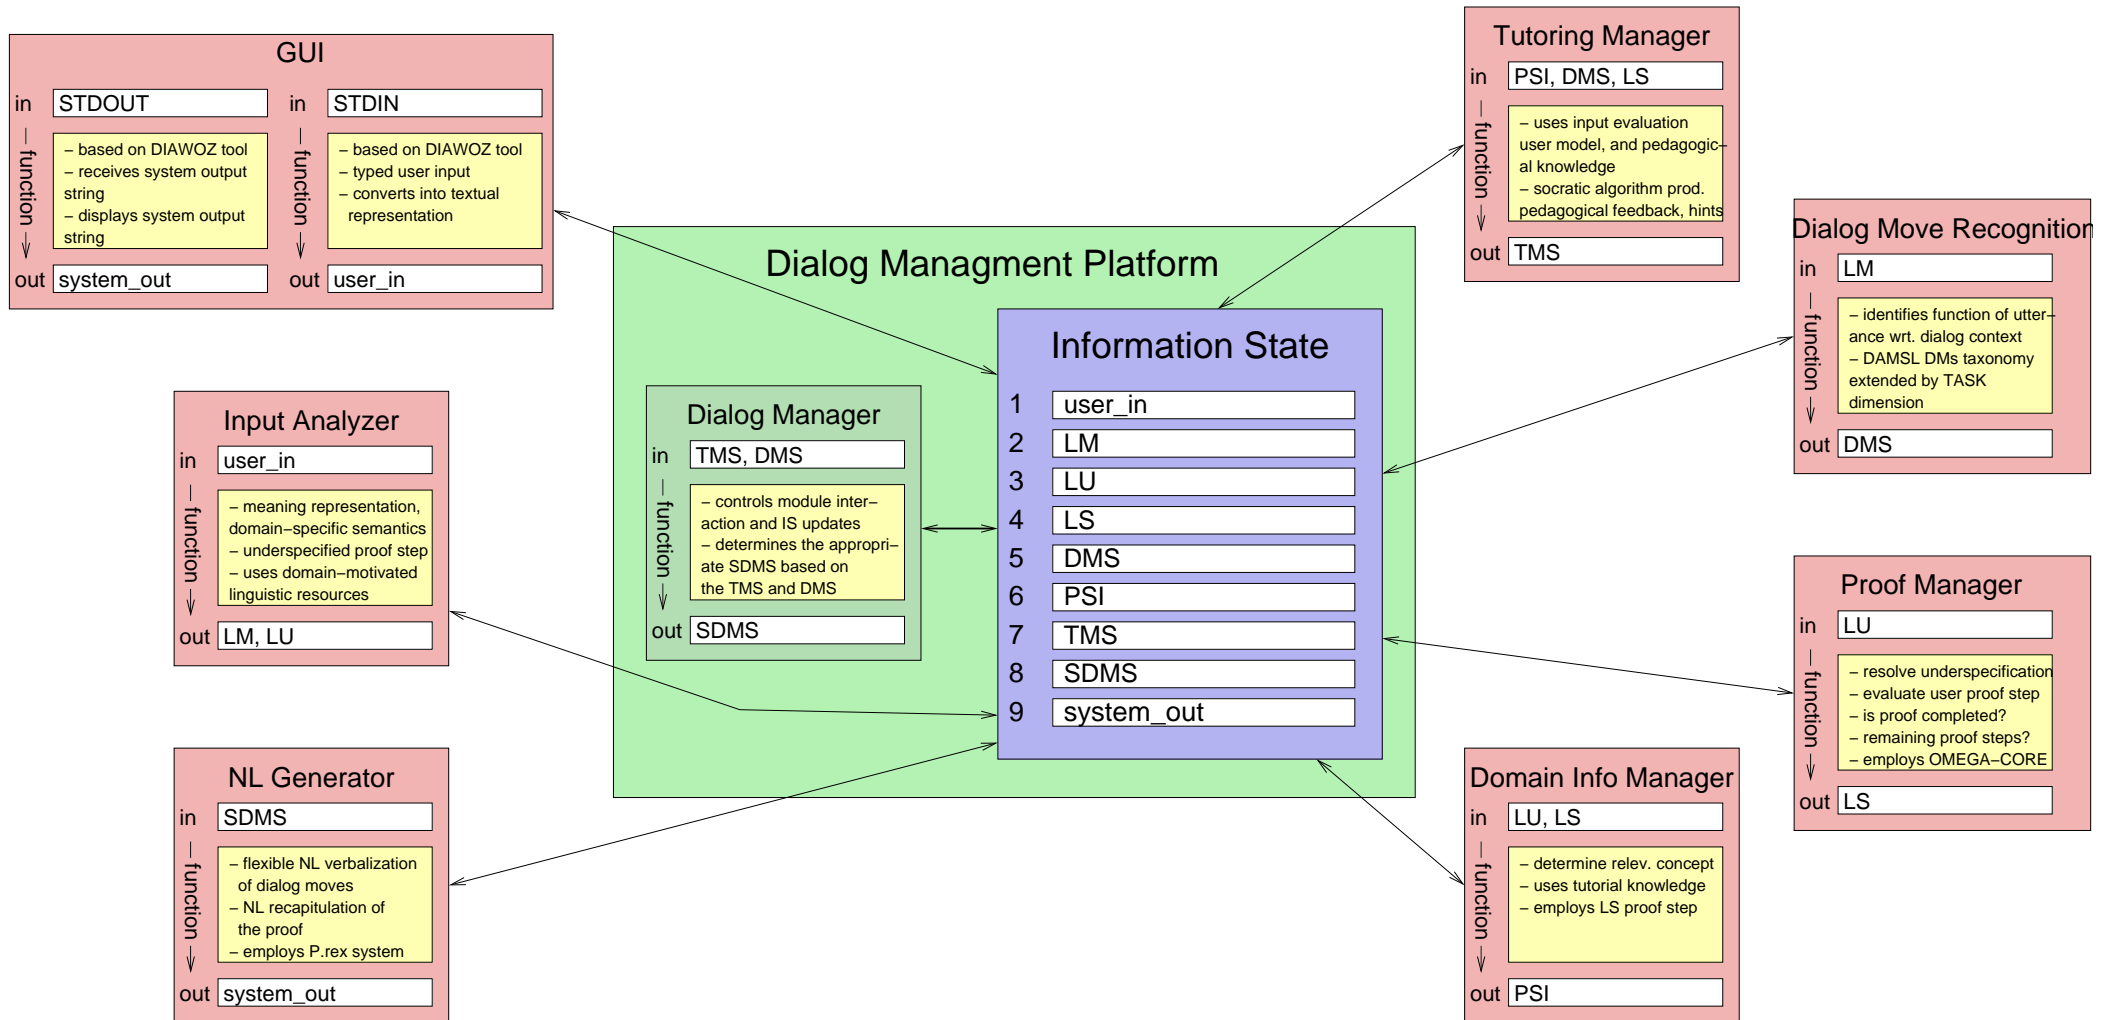 GUI
in STDOUT
function
– based on DIAWOZ tool
– receives system output
string
– displays system output
string
out system_out
in STDIN
function
– based on DIAWOZ tool
– typed user input
– converts into textual
representation
out user_in
Tutoring Manager
in PSI, DMS, LS
function
– uses input evaluation
user model, and pedagogic–
al knowledge
– socratic algorithm prod.
pedagogical feedback, hints
out TMS
Dialog Move Recognition
in LM
function
– identifies function of utter–
ance wrt. dialog context
– DAMSL DMs taxonomy
extended by TASK
dimension
out DMS
Dialog Managment Platform
Information State
1 user_in
2 LM
3 LU
4 LS
5 DMS
6 PSI
7 TMS
8 SDMS
9 system_out
Dialog Manager
in TMS, DMS
function
– controls module inter–
action and IS updates
– determines the appropri–
ate SDMS based on
the TMS and DMS
out SDMS
Input Analyzer
in user_in
function
– meaning representation,
domain–specific semantics
– underspecified proof step
– uses domain–motivated
linguistic resources
out LM, LU
Proof Manager
in LU
function
– resolve underspecification
– evaluate user proof step
– is proof completed?
– remaining proof steps?
– employs OMEGA–CORE
out LS
NL Generator
in SDMS
function
– flexible NL verbalization
of dialog moves
– NL recapitulation of
the proof
– employs P.rex system
out system_out
Domain Info Manager
in LU, LS
function
– determine relev. concept
– uses tutorial knowledge
– employs LS proof step
out PSI